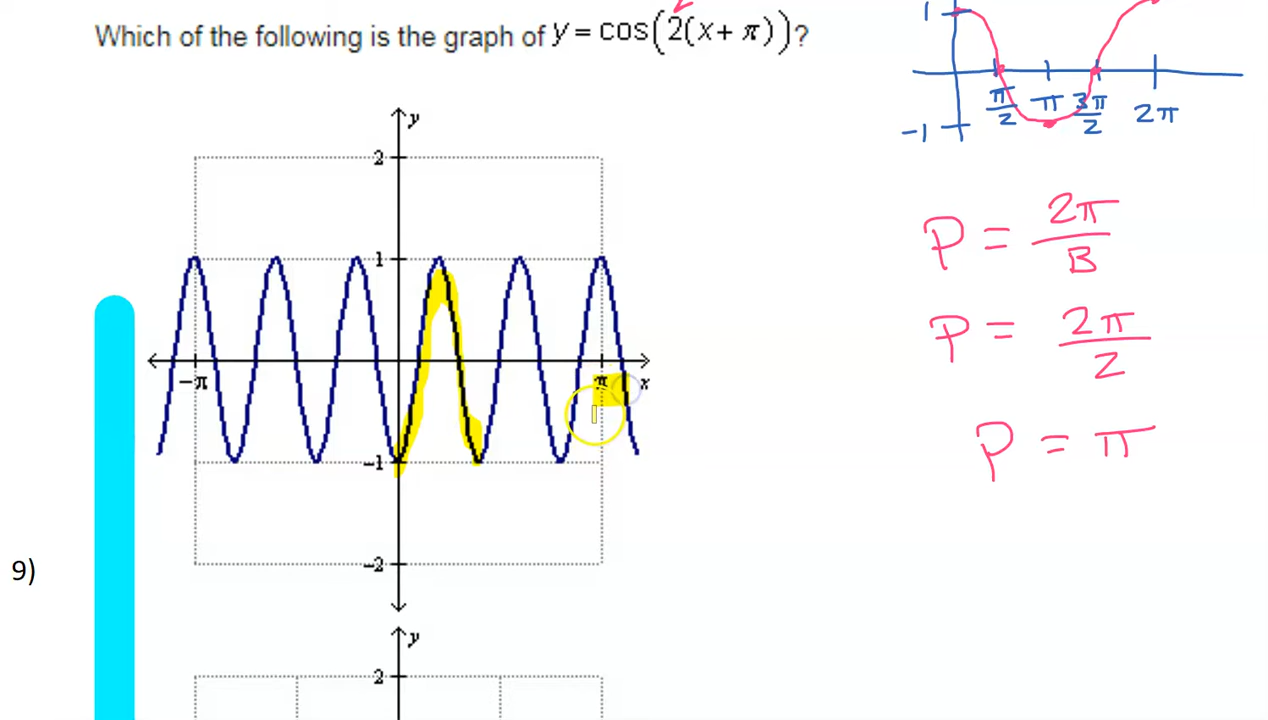 Which of the following is the graph of y = cos(2(x + π))?
1
π/2 π 3π/2 2π
-1
P = 2π/B
P = 2π/2
P = π
y
2
1
-π π x
-1
-2
9)
y
2